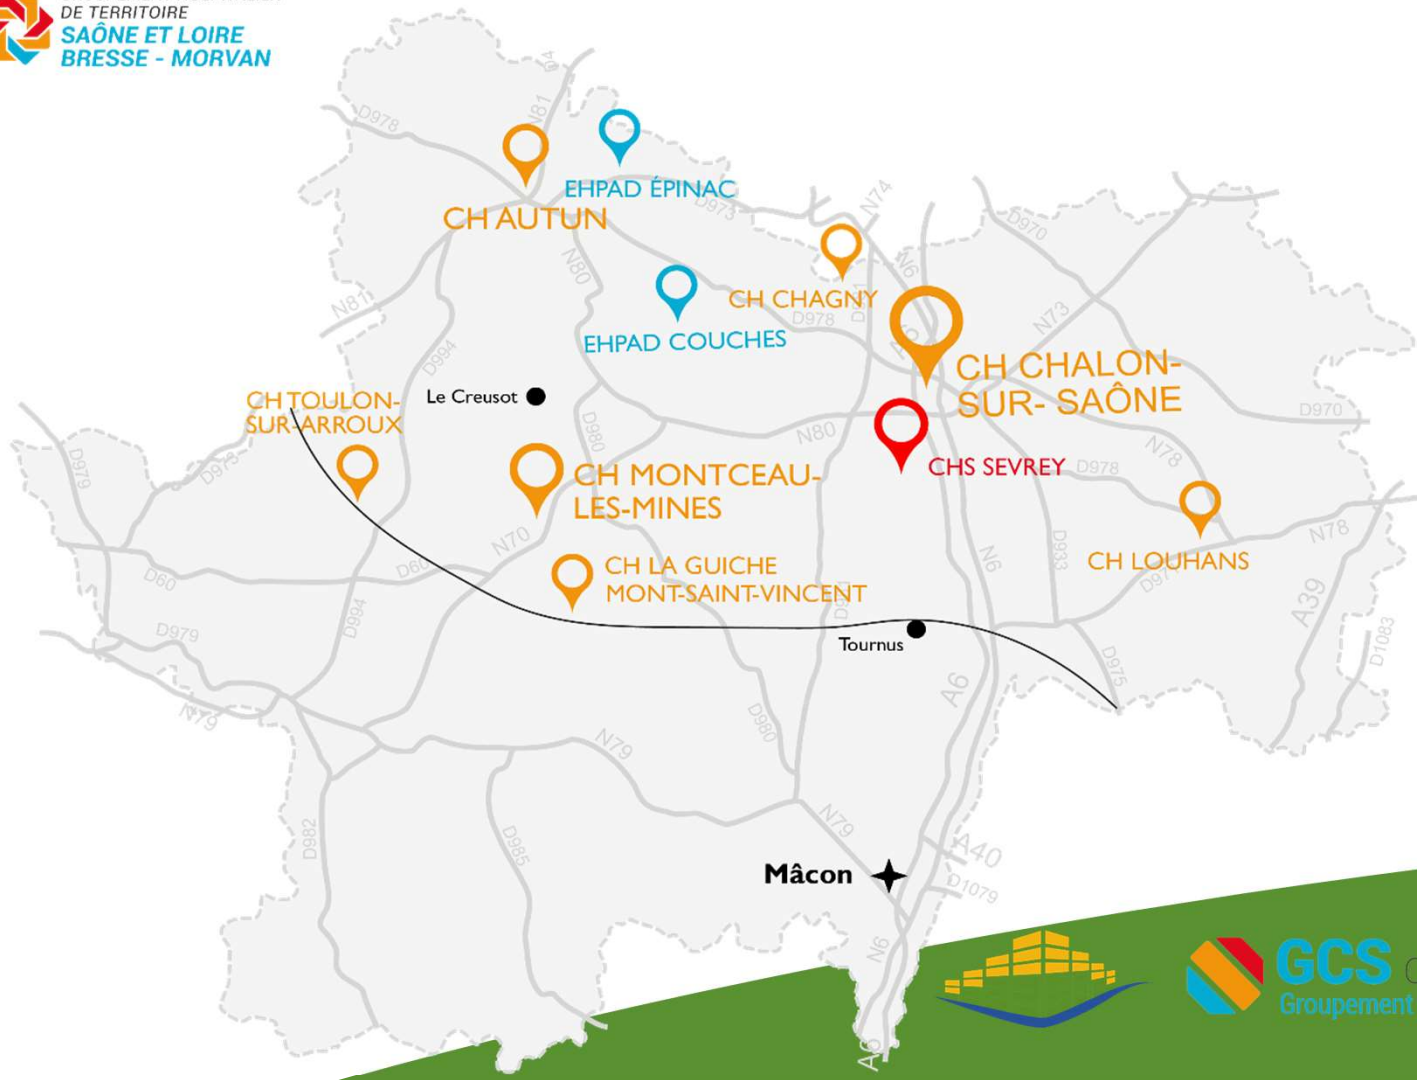 DE TERRITOIRE
SAÔNE ET LOIRE
BRESSE - MORVAN
D978
N81
EHPAD ÉPINAC
CH AUTUN
D973
N74
D970
N81
N80
N6
CH CHAGNY
D978
N73
EHPAD COUCHES
D994
CH CHALON-
SUR- SAÔNE
CH TOULON-
SUR-ARROUX
Le Creusot
D970
D980
N80
N78
D978
CHS SEVREY
CH MONTCEAU-
LES-MINES
D973
N70
N6
D933
N78
CH LOUHANS
D60
D60
CH LA GUICHE
MONT-SAINT-VINCENT
A39
D994
D979
Tournus
D975
D1083
A6
N79
D980
N79
D982
D985
N79
A40
Mâcon
D1079
N6
A6
GCS
Groupement